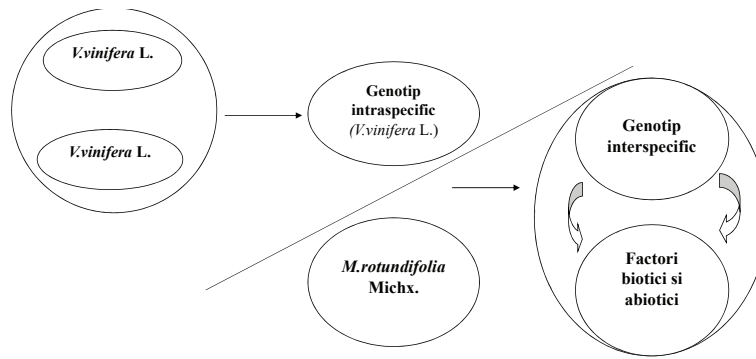 V.vinifera L.
V.vinifera L.
Genotip
intraspecific
(V.vinifera L.)
M.rotundifolia
Michx.
Genotip
interspecific
Factori
biotici si
abiotici